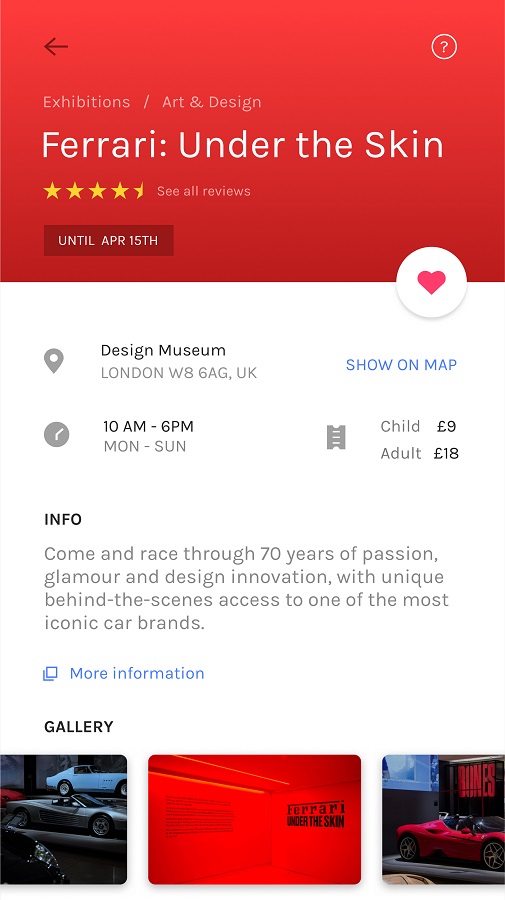 ?
Exhibitions / Art & Design
Ferrari: Under the Skin
See all reviews
UNTIL APR 15TH
Design Museum
LONDON W8 6AG, UK
SHOW ON MAP
10 AM - 6PM
MON - SUN
Child £9
Adult £18
INFO
Come and race through 70 years of passion,
glamour and design innovation, with unique
behind-the-scenes access to one of the most
iconic car brands.
More information
GALLERY
Ferrari
UNDER THE SKIN